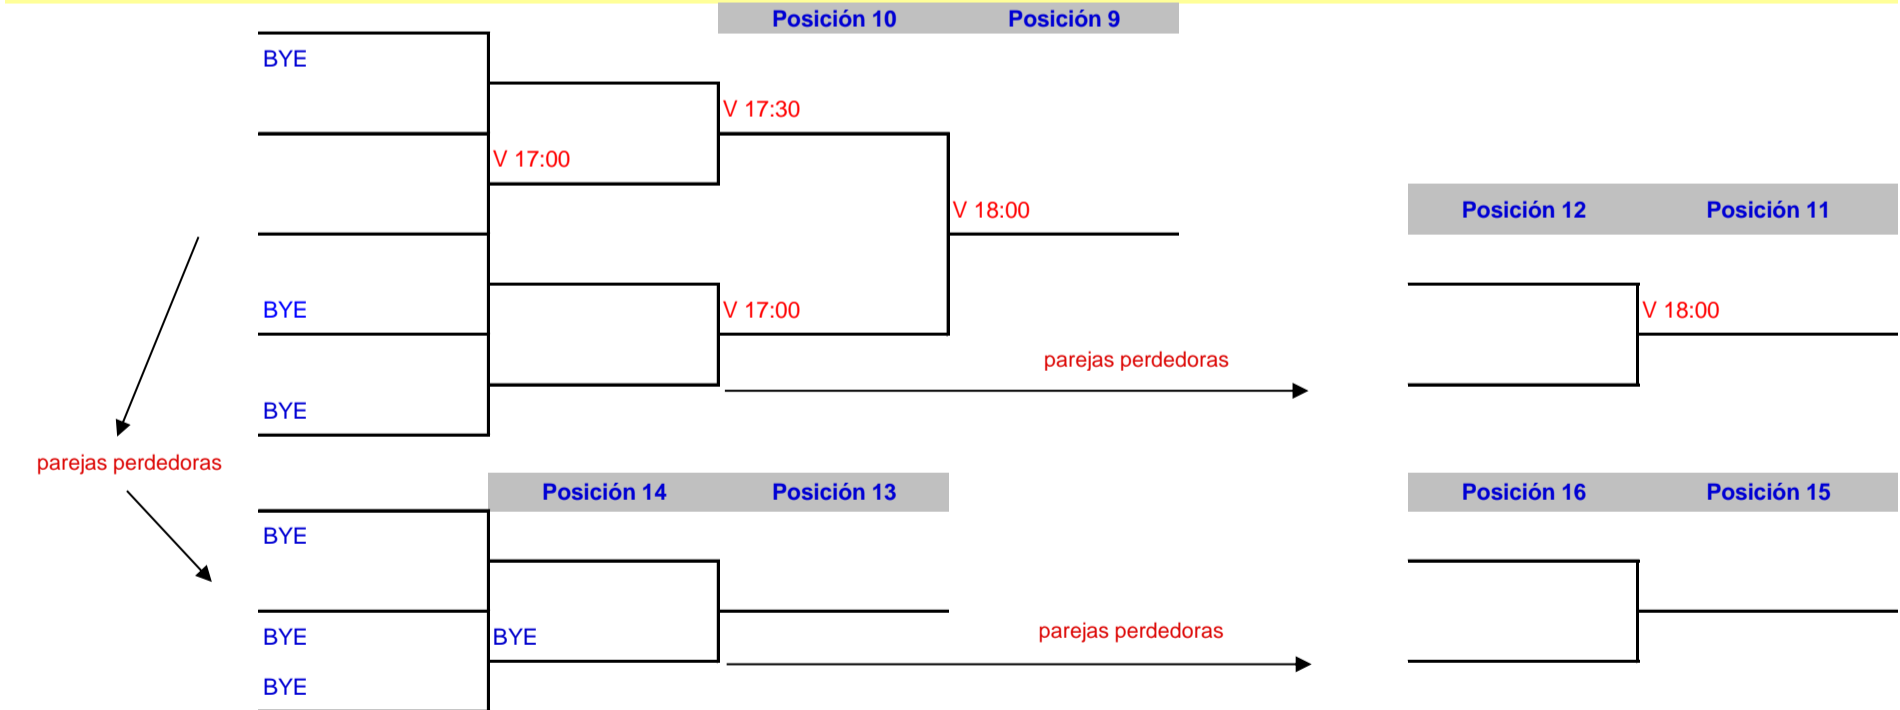 Posición 10 Posición 9
BYE
V 17:30
V 17:00
V 18:00
Posición 12 Posición 11
BYE
V 17:00
V 18:00
parejas perdedoras
BYE
parejas perdedoras
Posición 14 Posición 13
Posición 16 Posición 15
BYE
BYE
BYE
parejas perdedoras
BYE